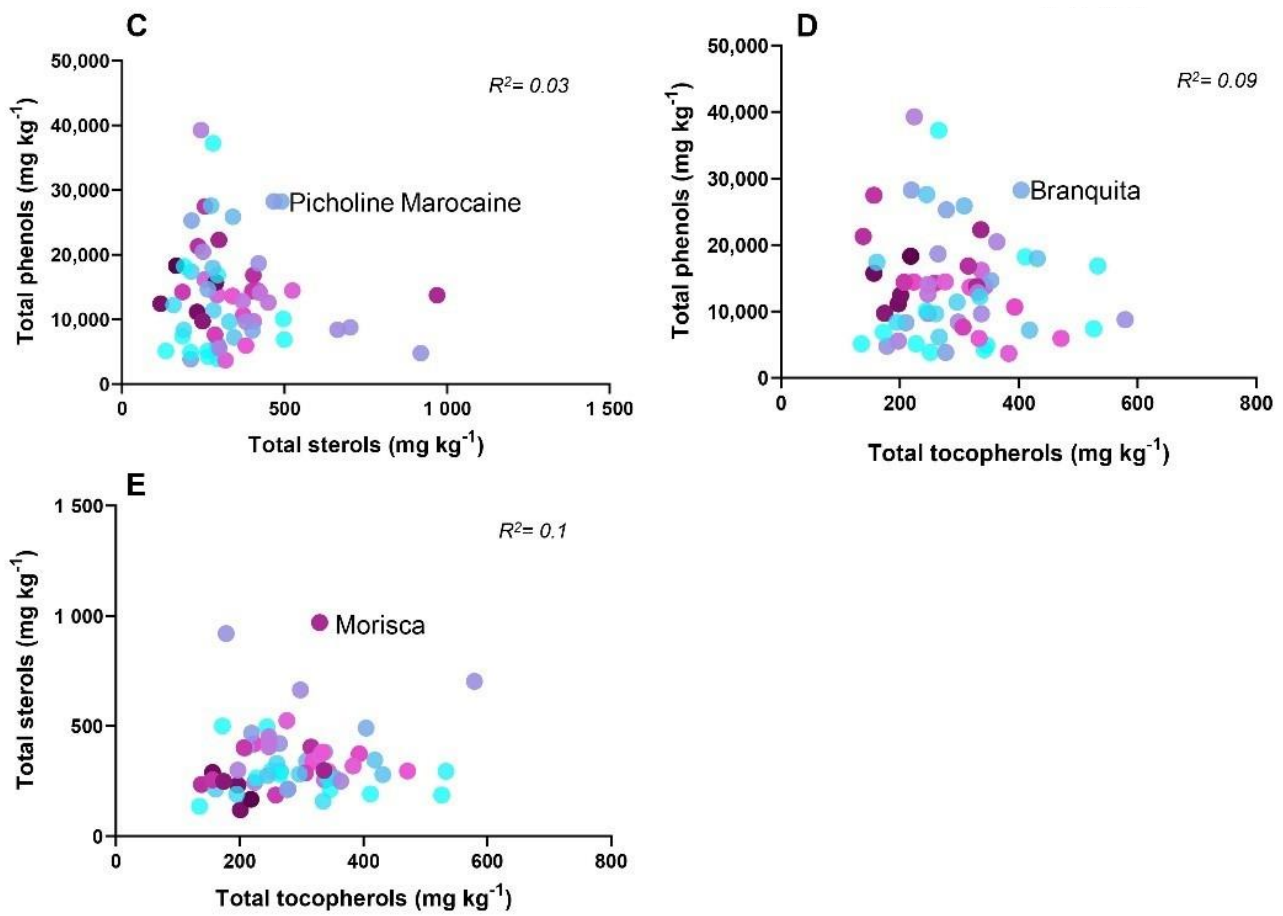 C
50,000
40,000
30,000
20,000
10,000
0
0
500
1 000
1 500
Total phenols (mg kg⁻¹)
Total sterols (mg kg⁻¹)
R²= 0.03
Picholine Marocaine
D
50,000
40,000
30,000
20,000
10,000
0
0
200
400
600
800
Total phenols (mg kg⁻¹)
Total tocopherols (mg kg⁻¹)
R²= 0.09
Branquita
E
1 500
1 000
500
0
0
200
400
600
800
Total sterols (mg kg⁻¹)
Total tocopherols (mg kg⁻¹)
R²= 0.1
Morisca